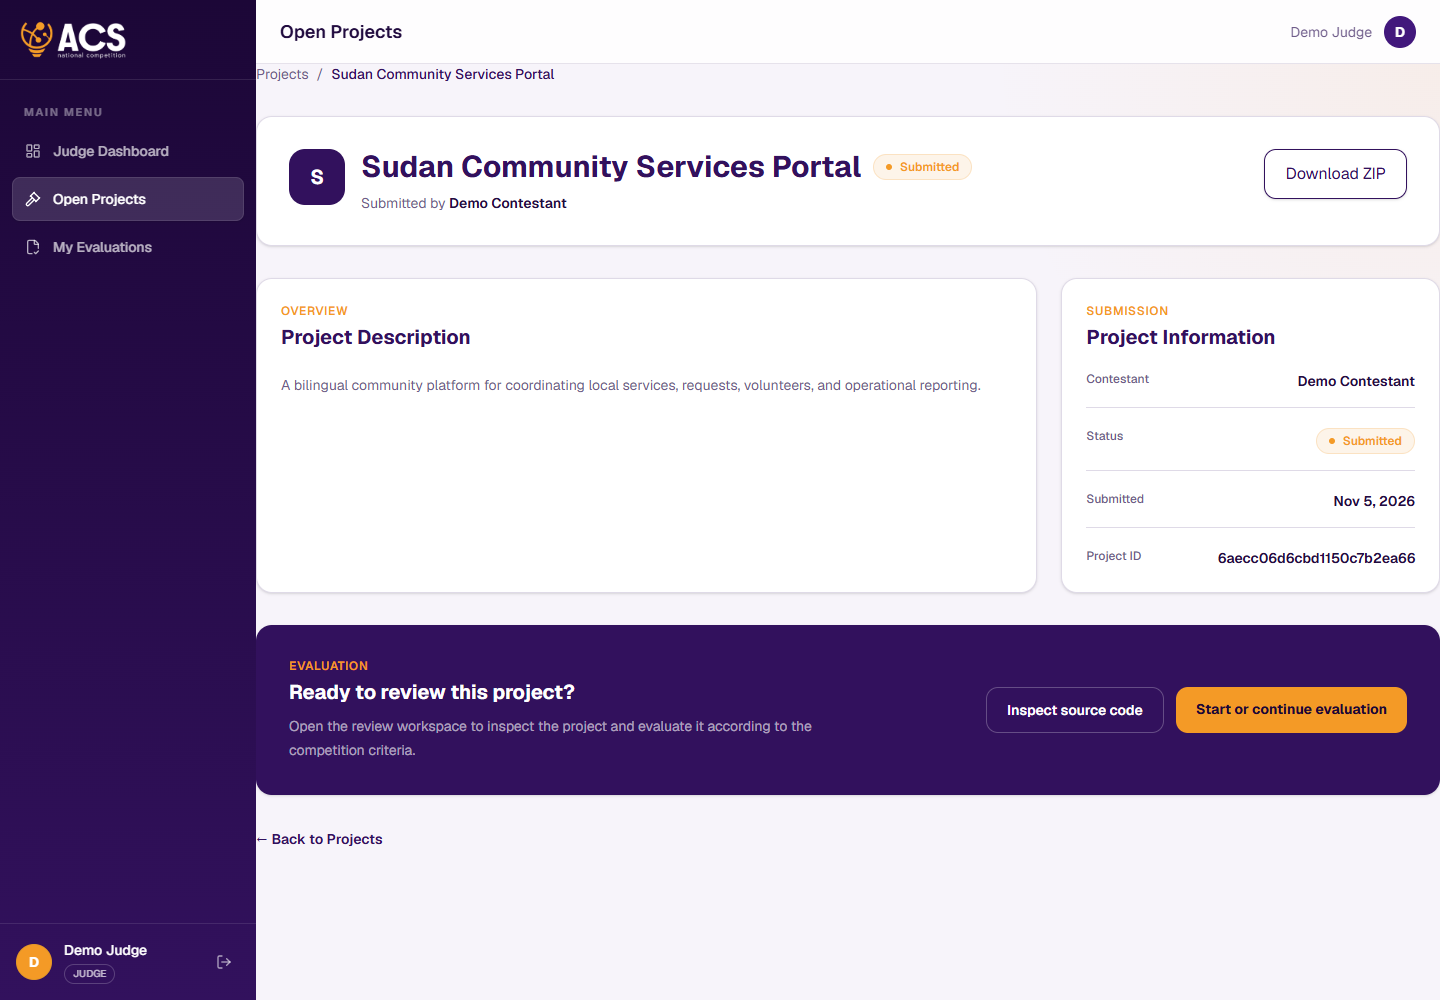 ACS
national competition
MAIN MENU
Judge Dashboard
Open Projects
My Evaluations
Demo Judge
D
JUDGE
Open Projects
Demo Judge
D
Projects / Sudan Community Services Portal
S
Sudan Community Services Portal
Submitted
Submitted by Demo Contestant
Download ZIP
OVERVIEW
Project Description
A bilingual community platform for coordinating local services, requests, volunteers, and operational reporting.
SUBMISSION
Project Information
Contestant Demo Contestant
Status Submitted
Submitted Nov 5, 2026
Project ID 6aecc06d6cbd1150c7b2ea66
EVALUATION
Ready to review this project?
Open the review workspace to inspect the project and evaluate it according to the
competition criteria.
Inspect source code
Start or continue evaluation
← Back to Projects